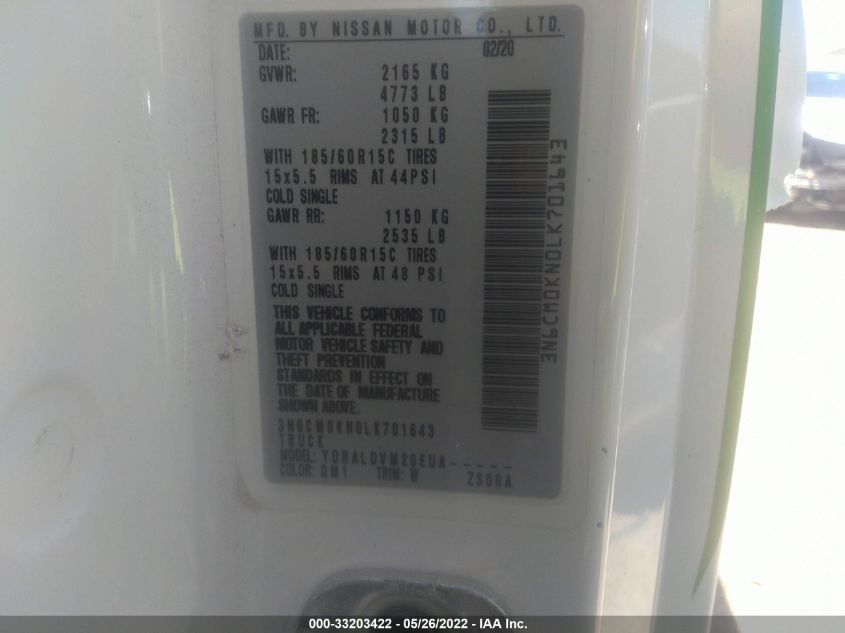 MFD. BY NISSAN MOTOR CO., LTD.
DATE: 02/20
GVWR: 2165 KG
4773 LB
GAWR FR: 1050 KG
2315 LB
WITH 185/60R15C TIRES
15x5.5 RIMS AT 44PSI
COLD SINGLE
GAWR RR: 1150 KG
2535 LB
WITH 185/60R15C TIRES
15x5.5 RIMS AT 48 PSI
COLD SINGLE
THIS VEHICLE CONFORMS TO
ALL APPLICABLE FEDERAL
MOTOR VEHICLE SAFETY AND
THEFT PREVENTION
STANDARDS IN EFFECT ON
THE DATE OF MANUFACTURE
SHOWN ABOVE.
3N6CM0KN0LK701643
TRUCK
MODEL: YDRALDVM20EUA-----
COLOR: QM1 TRIM: W ZS00A
3N6CM0KN0LK701643
000-33203422 - 05/26/2022 - IAA Inc.